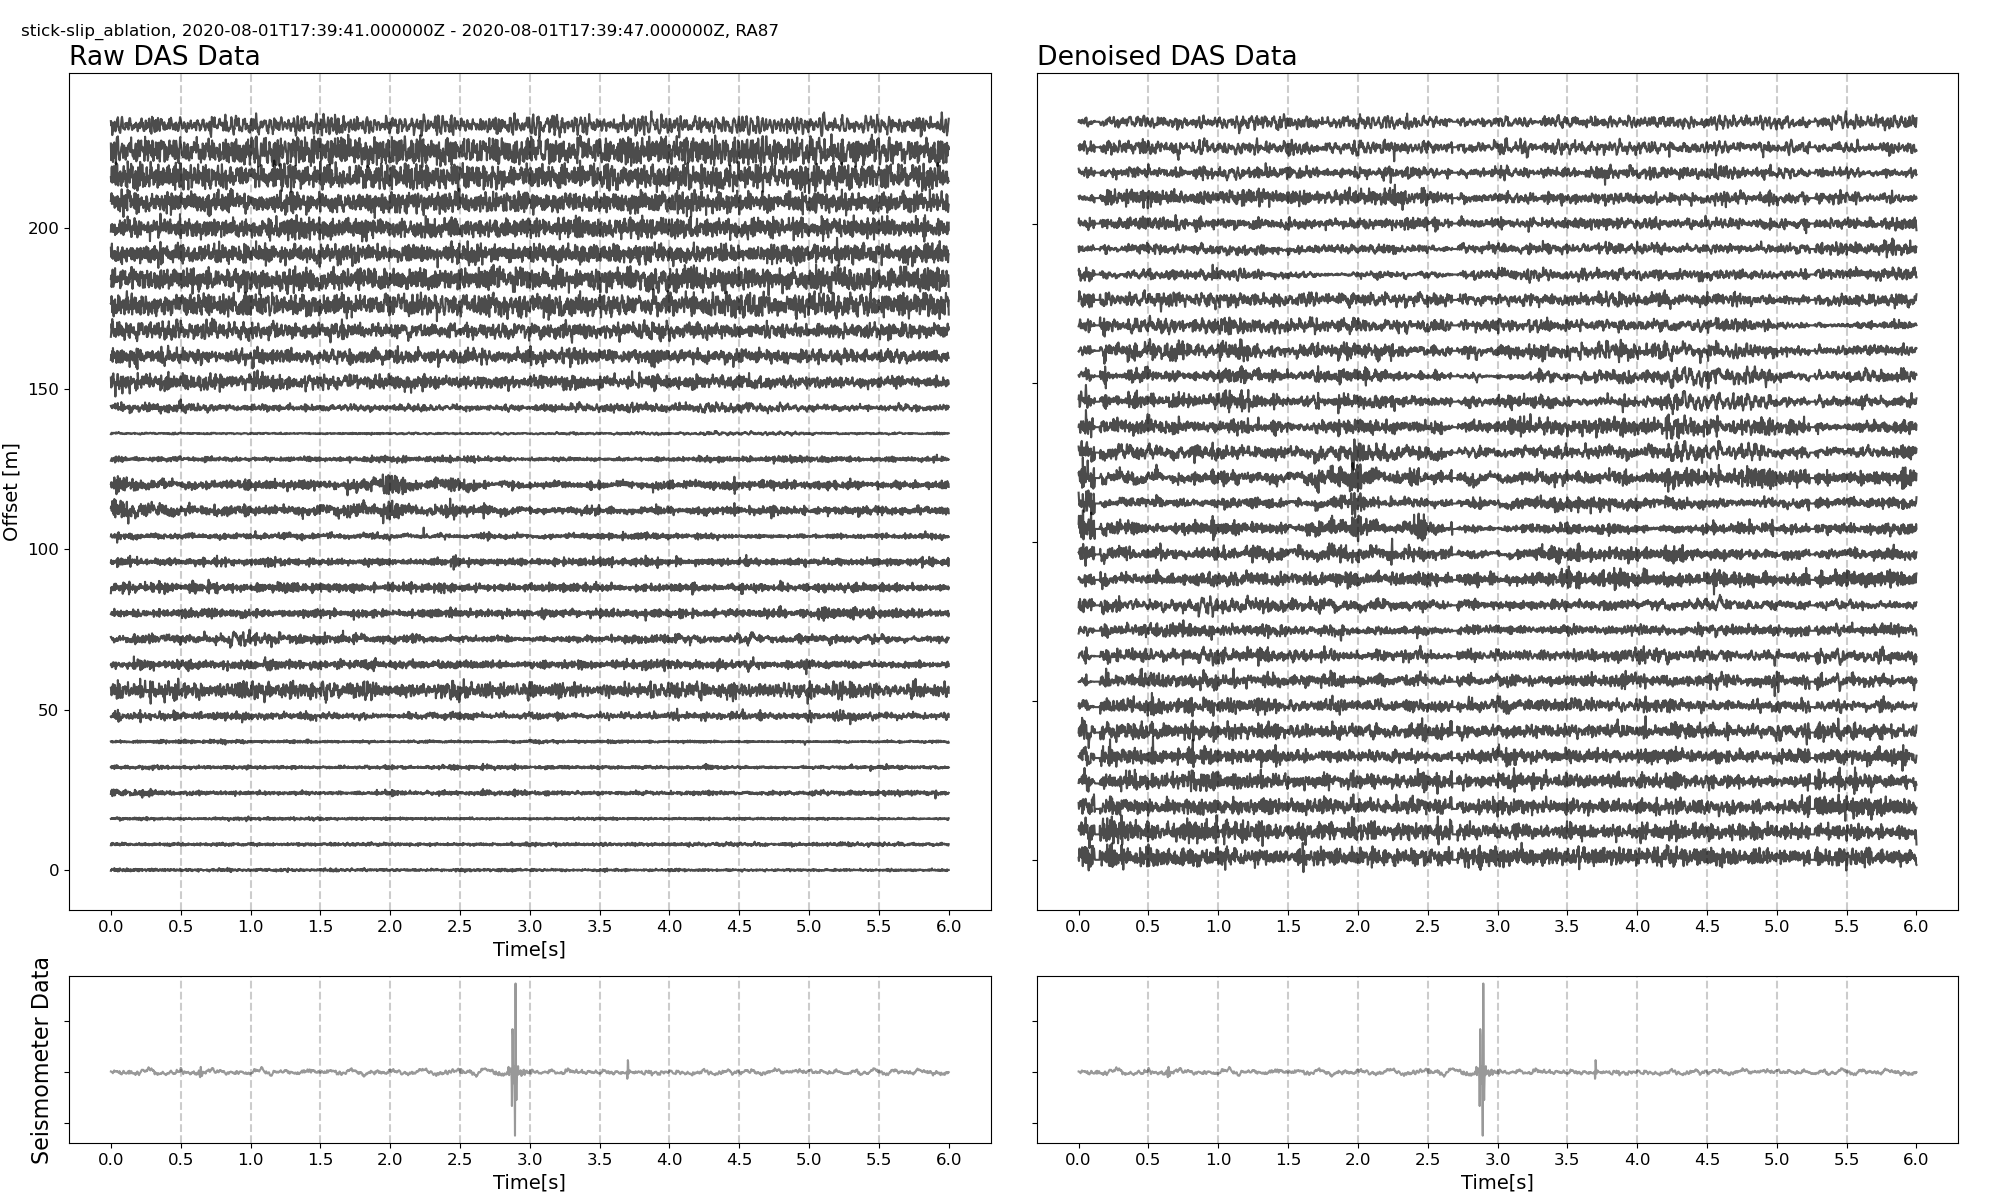 stick-slip_ablation, 2020-08-01T17:39:41.000000Z - 2020-08-01T17:39:47.000000Z, RA87
Raw DAS Data
Denoised DAS Data
Offset [m]
200
150
100
50
0
0.0 0.5 1.0 1.5 2.0 2.5 3.0 3.5 4.0 4.5 5.0 5.5 6.0
Time[s]
0.0 0.5 1.0 1.5 2.0 2.5 3.0 3.5 4.0 4.5 5.0 5.5 6.0
Seismometer Data
0.0 0.5 1.0 1.5 2.0 2.5 3.0 3.5 4.0 4.5 5.0 5.5 6.0
Time[s]
0.0 0.5 1.0 1.5 2.0 2.5 3.0 3.5 4.0 4.5 5.0 5.5 6.0
Time[s]